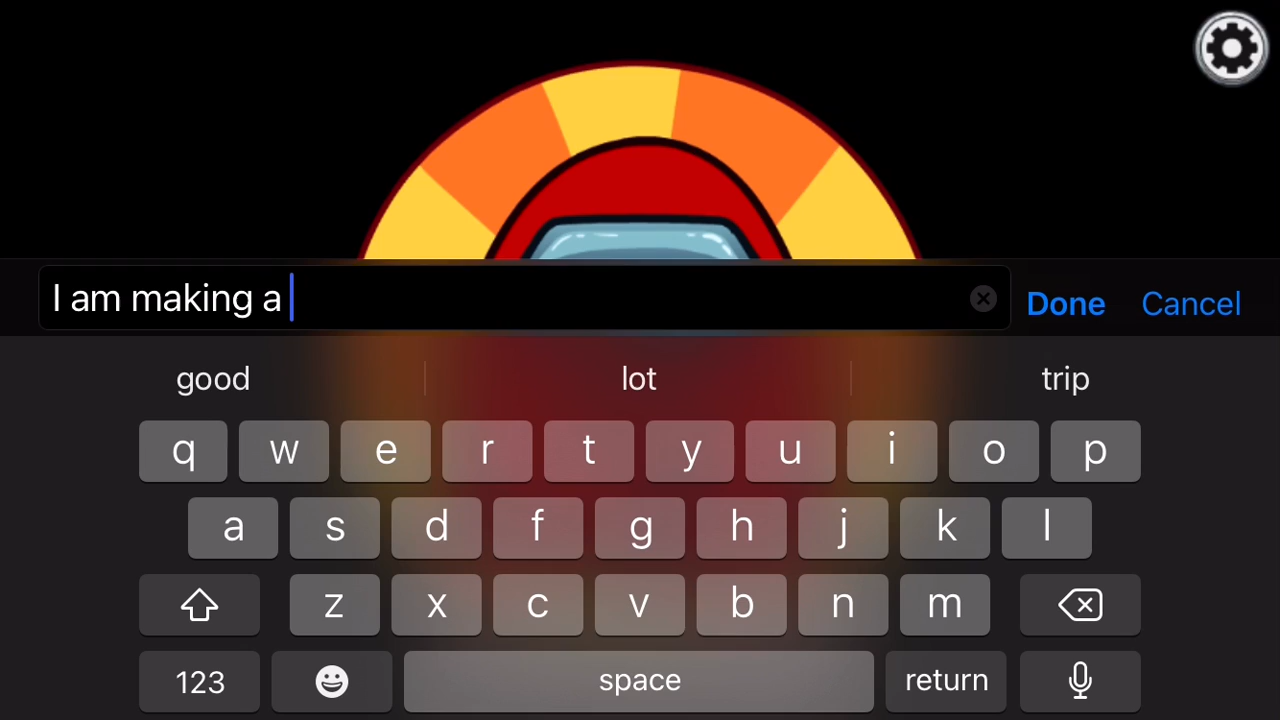 I am making a
Done Cancel
good lot trip
q w e r t y u i o p
a s d f g h j k l
z x c v b n m
123 space return